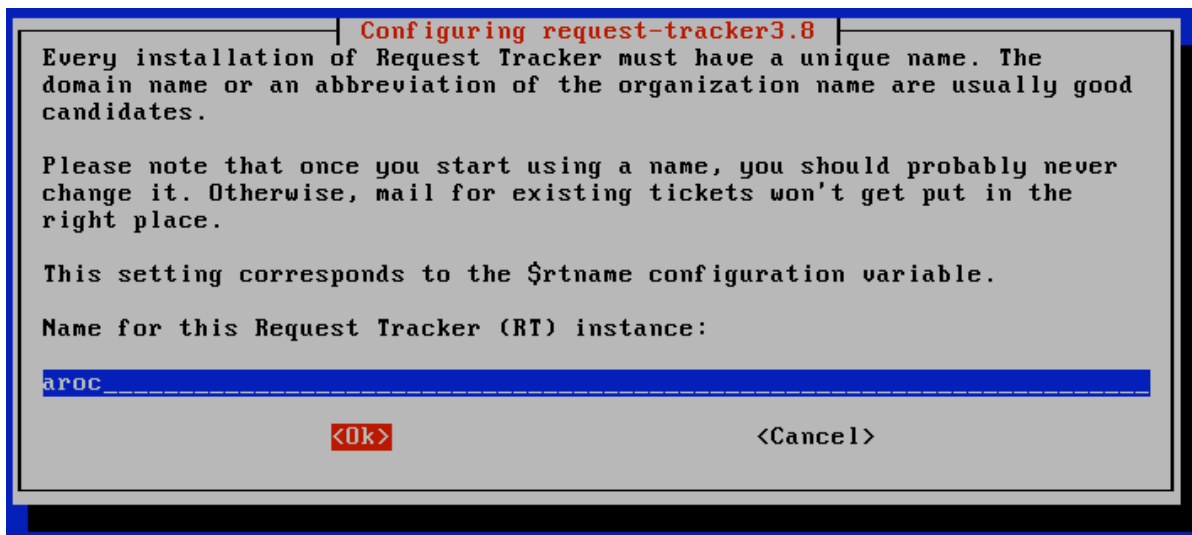 Configuring request-tracker3.8
Every installation of Request Tracker must have a unique name. The
domain name or an abbreviation of the organization name are usually good
candidates.
Please note that once you start using a name, you should probably never
change it. Otherwise, mail for existing tickets won't get put in the
right place.
This setting corresponds to the $rtname configuration variable.
Name for this Request Tracker (RT) instance:
aroc______________________________________________________________________
<Ok> <Cancel>